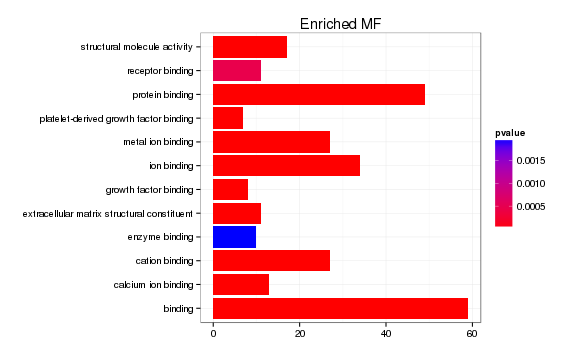 Enriched MF
structural molecule activity
receptor binding
protein binding
platelet-derived growth factor binding
metal ion binding
ion binding
growth factor binding
extracellular matrix structural constituent
enzyme binding
cation binding
calcium ion binding
binding
0 20 40 60
pvalue
0.0015
0.0010
0.0005